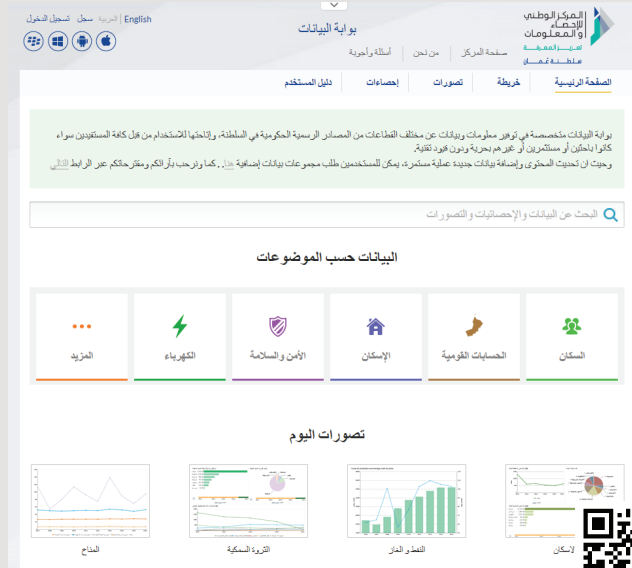 English | العربية سجل تسجيل الدخول
المركز الوطني
للإحصاء
والمعلومات
سلطنة عُمان
بوابة البيانات
صفحة المركز
من نحن
أسئلة وأجوبة
الصفحة الرئيسية
خريطة
تصورات
إحصاءات
دليل المستخدم
بوابة البيانات متخصصة في توفير معلومات وبيانات عن مختلف القطاعات من المصادر الرسمية الحكومية في السلطنة، وإتاحتها للاستخدام من قبل كافة المستفيدين سواء
كانوا باحثين أو مستثمرين أو غيرهم بحرية ودون قيود تقنية.
وحيث ان تحديث المحتوى وإضافة بيانات جديدة عملية مستمرة، يمكن للمستخدمين طلب مجموعات بيانات إضافية هنا.. كما ونرحب بآرائكم ومقترحاتكم عبر الرابط التالي
البحث عن البيانات والإحصائيات والتصورات
البيانات حسب الموضوعات
السكان
الحسابات القومية
الإسكان
الأمن والسلامة
الكهرباء
المزيد
تصورات اليوم
الاسكان
النفط و الغاز
الثروة السمكية
المناخ